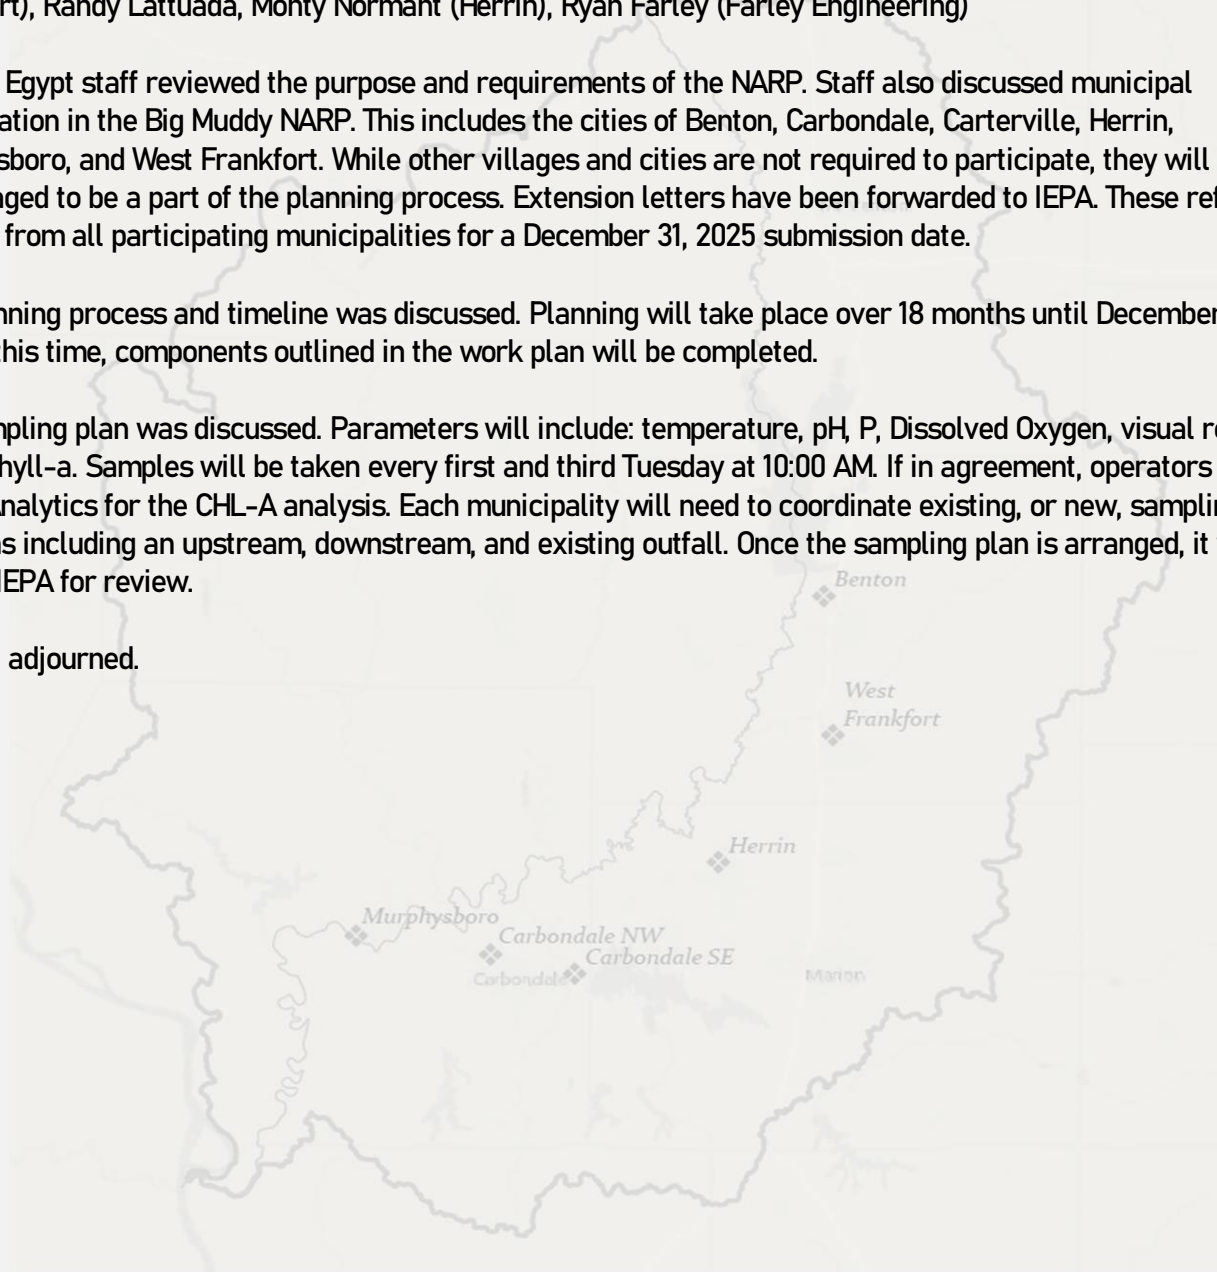 rt), Randy Lattuada, Monty Normant (Herrin), Ryan Farley (Farley Engineering)
Egypt staff reviewed the purpose and requirements of the NARP. Staff also discussed municipal
ation in the Big Muddy NARP. This includes the cities of Benton, Carbondale, Carterville, Herrin,
sboro, and West Frankfort. While other villages and cities are not required to participate, they will
aged to be a part of the planning process. Extension letters have been forwarded to IEPA. These ref
from all participating municipalities for a December 31, 2025 submission date.
nning process and timeline was discussed. Planning will take place over 18 months until December
this time, components outlined in the work plan will be completed.
mpling plan was discussed. Parameters will include: temperature, pH, P, Dissolved Oxygen, visual re
hyll-a. Samples will be taken every first and third Tuesday at 10:00 AM. If in agreement, operators
Analytics for the CHL-A analysis. Each municipality will need to coordinate existing, or new, samplin
s including an upstream, downstream, and existing outfall. Once the sampling plan is arranged, it
IEPA for review.
Benton
adjourned.
West
Frankfort
Herrin
Murphysboro
Carbondale NW
Carbondale SE
Carbondale
Marion